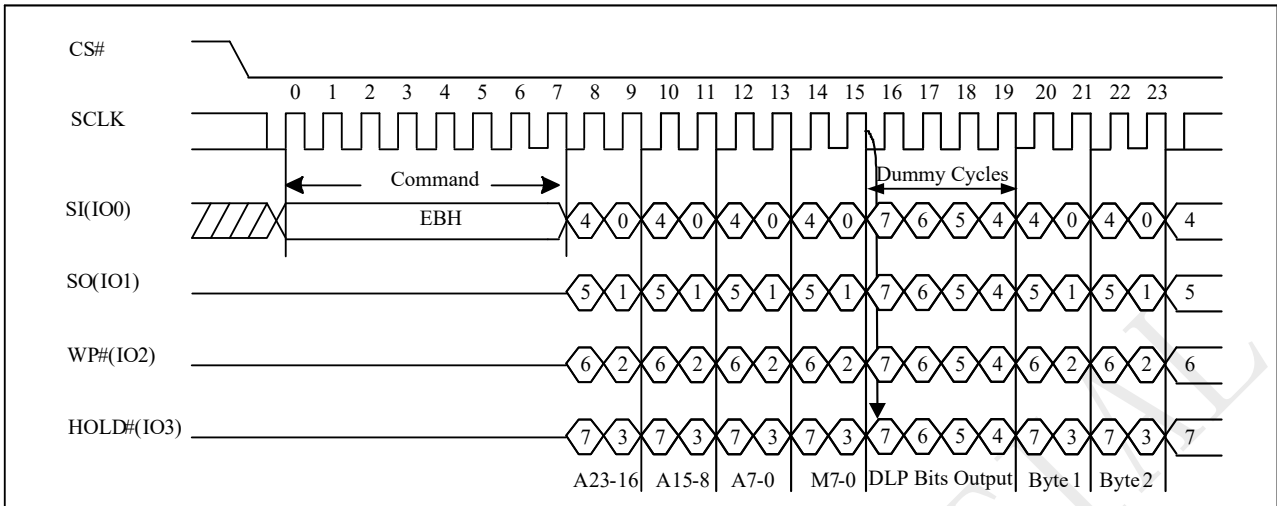 CS#
0 1 2 3 4 5 6 7 8 9 10 11 12 13 14 15 16 17 18 19 20 21 22 23
SCLK
Command Dummy Cycles
SI(IO0) EBH 4 0 4 0 4 0 4 0 7 6 5 4 4 0 4 0 4
SO(IO1) 5 1 5 1 5 1 5 1 7 6 5 4 5 1 5 1 5
WP#(IO2) 6 2 6 2 6 2 6 2 7 6 5 4 6 2 6 2 6
HOLD#(IO3) 7 3 7 3 7 3 7 3 7 6 5 4 7 3 7 3 7
A23-16 A15-8 A7-0 M7-0 DLP Bits Output Byte 1 Byte 2